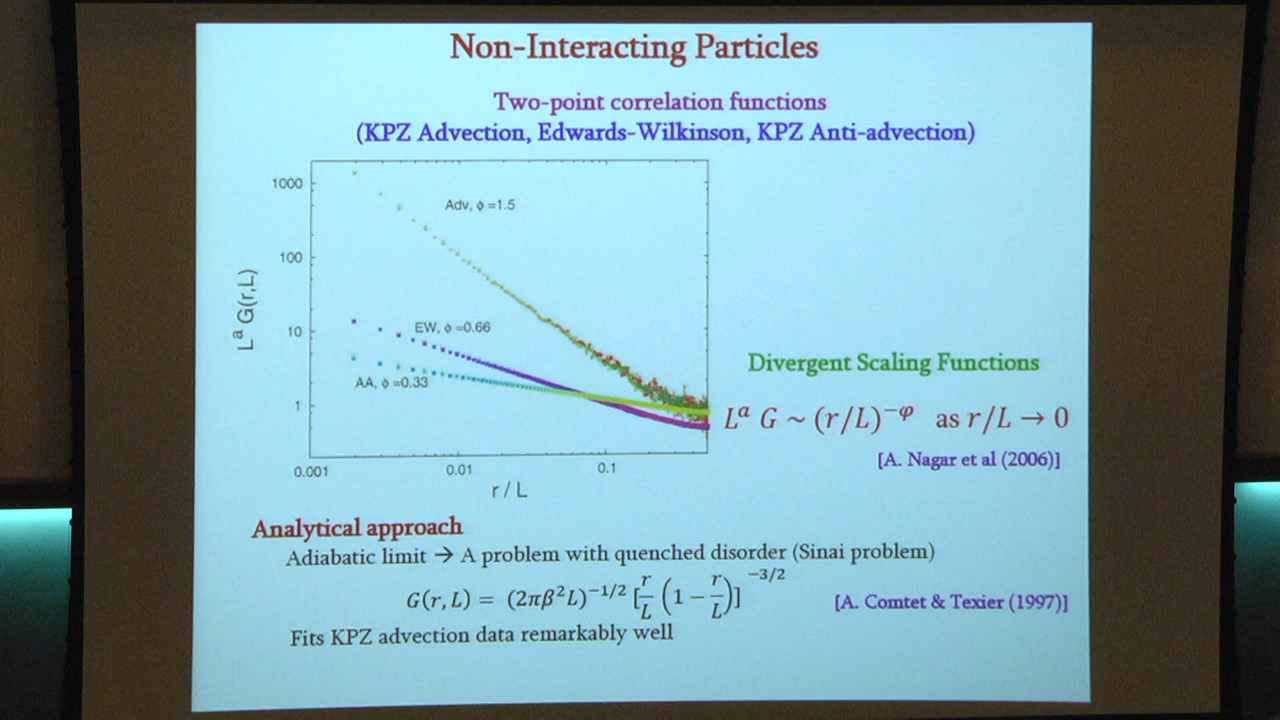 Non-Interacting Particles
Two-point correlation functions
(KPZ Advection, Edwards-Wilkinson, KPZ Anti-advection)
1000
100
10
1
0.001
0.01
0.1
L^a G(r,L)
r / L
Adv, ϕ =1.5
EW, ϕ =0.66
AA, ϕ =0.33
Divergent Scaling Functions
L^a G ~ (r/L)^{-φ} as r/L → 0
[A. Nagar et al (2006)]
Analytical approach
Adiabatic limit → A problem with quenched disorder (Sinai problem)
G(r, L) = (2πβ²L)^{-1/2} [r/L (1 − r/L)]^{-3/2}
[A. Comtet & Texier (1997)]
Fits KPZ advection data remarkably well